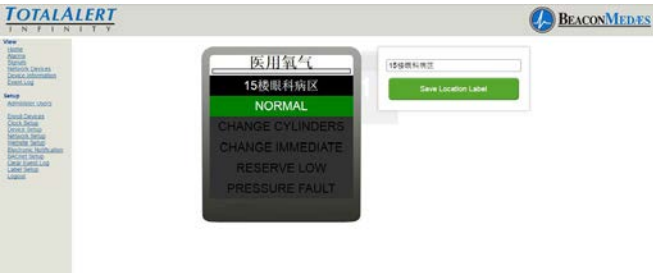 TOTALALERT
INFINITY
BEACONMEDÆS
View
Home
Alarms
Signals
Network Devices
Device Information
Event Log
Setup
Administer Users
Enroll Devices
Clock Setup
Device Setup
Network Setup
Website Setup
Electronic Notification
BACnet Setup
Clear Event Log
Label Setup
Logout
医用氧气
15楼眼科病区
NORMAL
CHANGE CYLINDERS
CHANGE IMMEDIATE
RESERVE LOW
PRESSURE FAULT
15楼眼科病区
Save Location Label